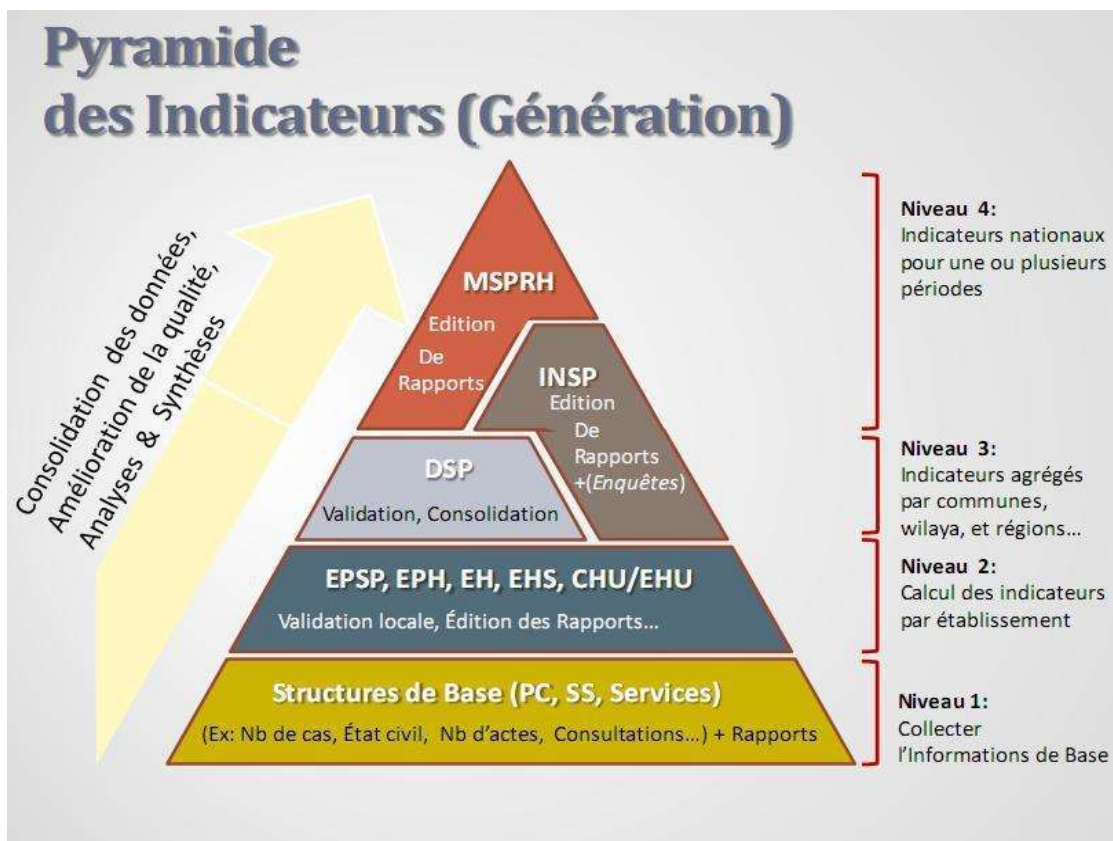 Pyramide
des Indicateurs (Génération)
Consolidation des données,
Amélioration de la qualité,
Analyses & Synthèses
MSPRH
Edition
De
Rapports
INSP
Edition
De
Rapports
+(Enquêtes)
DSP
Validation, Consolidation
EPSP, EPH, EH, EHS, CHU/EHU
Validation locale, Édition des Rapports...
Structures de Base (PC, SS, Services)
(Ex: Nb de cas, État civil, Nb d'actes, Consultations...) + Rapports
Niveau 4:
Indicateurs nationaux
pour une ou plusieurs
périodes
Niveau 3:
Indicateurs agrégés
par communes,
wilaya, et régions...
Niveau 2:
Calcul des indicateurs
par établissement
Niveau 1:
Collecter
l'Informations de Base